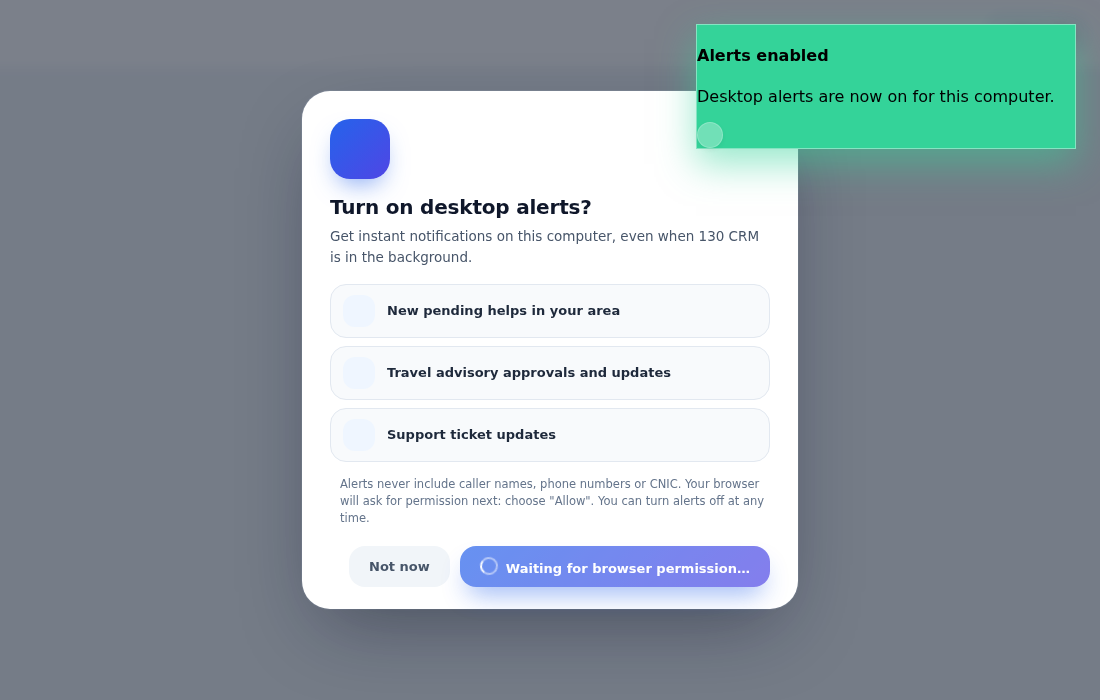 Alerts enabled
Desktop alerts are now on for this computer.
Turn on desktop alerts?
Get instant notifications on this computer, even when 130 CRM
is in the background.
New pending helps in your area
Travel advisory approvals and updates
Support ticket updates
Alerts never include caller names, phone numbers or CNIC. Your browser
will ask for permission next: choose "Allow". You can turn alerts off at any
time.
Not now
Waiting for browser permission…